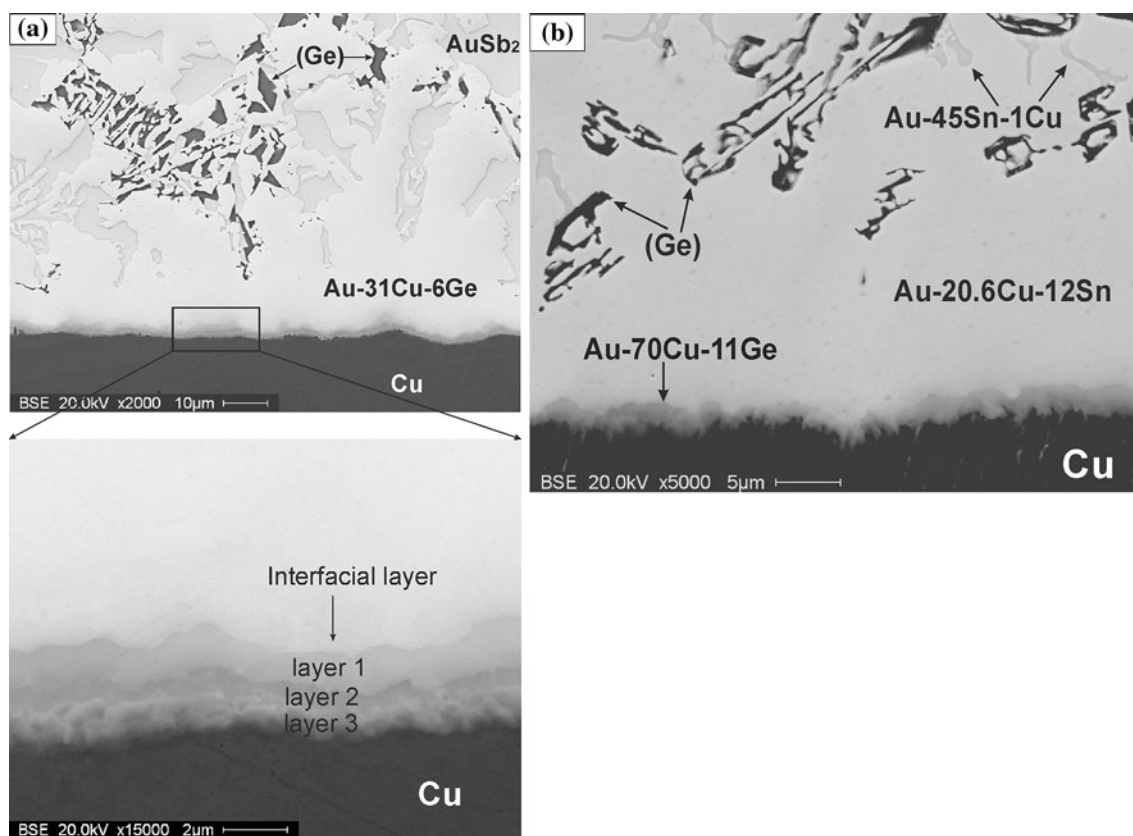 (a)
(Ge)
AuSb₂
Au-31Cu-6Ge
Cu
BSE 20.0kV x2000 10μm
Interfacial layer
layer 1
layer 2
layer 3
Cu
BSE 20.0kV x15000 2μm
(b)
Au-45Sn-1Cu
(Ge)
Au-20.6Cu-12Sn
Au-70Cu-11Ge
Cu
BSE 20.0kV x5000 5μm